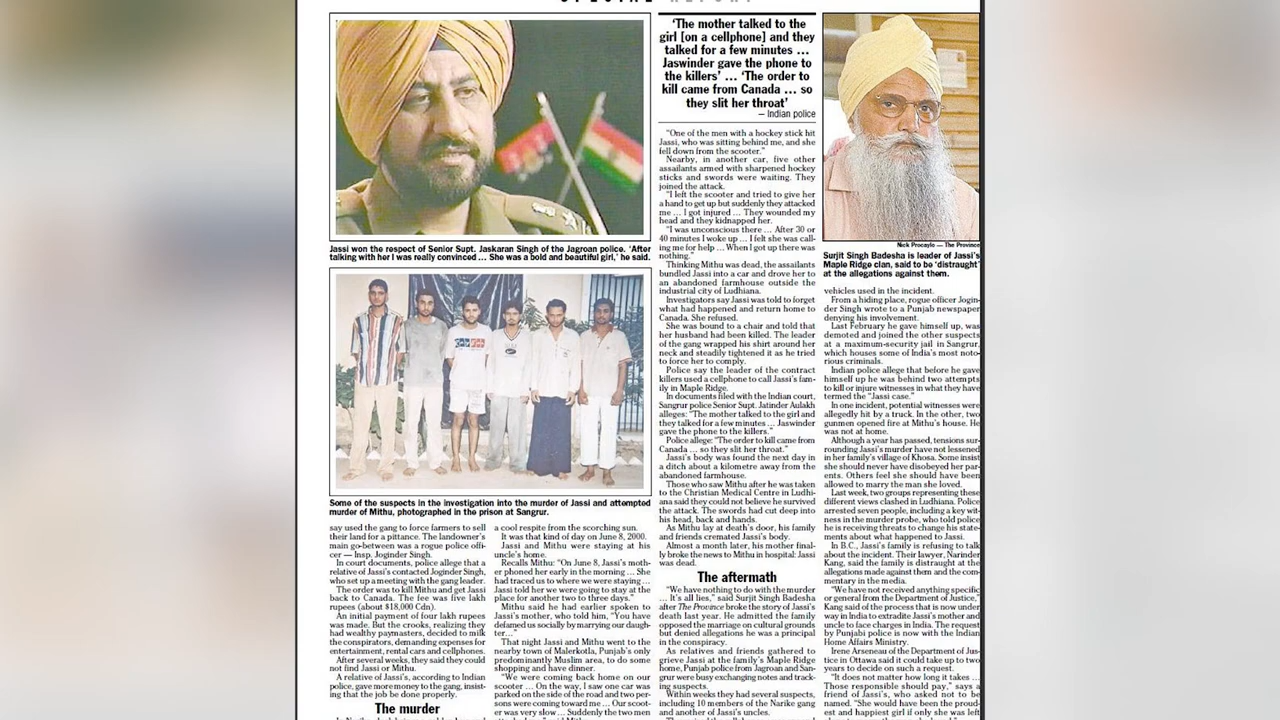 SPECIAL REPORT
Jassi won the respect of Senior Supt. Jaskaran Singh of the Jagroan police. ‘After
talking with her I was really convinced ... She was a bold and beautiful girl,’ he said.
Some of the suspects in the investigation into the murder of Jassi and attempted
murder of Mithu, photographed in the prison at Sangrur.
say used the gang to force farmers to sell
their land for a pittance. The landowner's
main go-between was a rogue police offi-
cer — Insp. Joginder Singh.
In court documents, police allege that a
relative of Jassi's contacted Joginder Singh,
who set up a meeting with the gang leader.
The order was to kill Mithu and get Jassi
back to Canada. The fee was five lakh
rupees (about $18,000 Cdn).
An initial payment of four lakh rupees
was made. But the crooks, realizing they
had wealthy paymasters, decided to milk
the conspirators, demanding expenses for
entertainment, rental cars and cellphones.
After several weeks, they said they could
not find Jassi or Mithu.
A relative of Jassi's, according to Indian
police, gave more money to the gang, insist-
ing that the job be done properly.
The murder
a cool respite from the scorching sun.
It was that kind of day on June 8, 2000.
Jassi and Mithu were staying at his
uncle's home.
Recalls Mithu: "On June 8, Jassi's moth-
er phoned her early in the morning ... She
had traced us to where we were staying ...
Jassi told her we were going to stay at the
place for another two to three days."
Mithu said he had earlier spoken to
Jassi's mother, who told him, "You have
defamed us socially by marrying our daugh-
ter..."
That night Jassi and Mithu went to the
nearby town of Malerkotla, Punjab's only
predominantly Muslim area, to do some
shopping and have dinner.
"We were coming back home on our
scooter ... On the way, I saw one car was
parked on the side of the road and two per-
sons were coming toward me ... Our scoot-
er was very slow ... Suddenly the two men
‘The mother talked to the
girl [on a cellphone] and they
talked for a few minutes ...
Jaswinder gave the phone to
the killers’ ... ‘The order to
kill came from Canada ... so
they slit her throat’
— Indian police
"One of the men with a hockey stick hit
Jassi, who was sitting behind me, and she
fell down from the scooter."
Nearby, in another car, five other
assailants armed with sharpened hockey
sticks and swords were waiting. They
joined the attack.
"I left the scooter and tried to give her
a hand to get up but suddenly they attacked
me ... I got injured ... They wounded my
head and they kidnapped her.
"I was unconscious there ... After 30 or
40 minutes I woke up ... I felt she was call-
ing me for help ... When I got up there was
nothing."
Thinking Mithu was dead, the assailants
bundled Jassi into a car and drove her to
an abandoned farmhouse outside the
industrial city of Ludhiana.
Investigators say Jassi was told to forget
what had happened and return home to
Canada. She refused.
She was bound to a chair and told that
her husband had been killed. The leader
of the gang wrapped his shirt around her
neck and steadily tightened it as he tried
to force her to comply.
Police say the leader of the contract
killers used a cellphone to call Jassi's fam-
ily in Maple Ridge.
In documents filed with the Indian court,
Sangrur police Senior Supt. Jatinder Aulakh
alleges: "The mother talked to the girl and
they talked for a few minutes ... Jaswinder
gave the phone to the killers."
Police allege: "The order to kill came from
Canada ... so they slit her throat."
Jassi's body was found the next day in
a ditch about a kilometre away from the
abandoned farmhouse.
Those who saw Mithu after he was taken
to the Christian Medical Centre in Ludhi-
ana said they could not believe he survived
the attack. The swords had cut deep into
his head, back and hands.
As Mithu lay at death's door, his family
and friends cremated Jassi's body.
Almost a month later, his mother final-
ly broke the news to Mithu in hospital: Jassi
was dead.
The aftermath
"We have nothing to do with the murder
... It's all lies," said Surjit Singh Badesha
after The Province broke the story of Jassi's
death last year. He admitted the family
opposed the marriage on cultural grounds
but denied allegations he was a principal
in the conspiracy.
As relatives and friends gathered to
grieve Jassi at the family's Maple Ridge
home, Punjab police from Jagroan and San-
grur were busy exchanging notes and track-
ing suspects.
Within weeks they had several suspects,
including 10 members of the Narike gang
and another of Jassi's uncles.
Nick Procaylo — The Province
Surjit Singh Badesha is leader of Jassi's
Maple Ridge clan, said to be ‘distraught’
at the allegations against them.
vehicles used in the incident.
From a hiding place, rogue officer Jogin-
der Singh wrote to a Punjab newspaper
denying his involvement.
Last February he gave himself up, was
demoted and joined the other suspects
at a maximum-security jail in Sangrur,
which houses some of India's most noto-
rious criminals.
Indian police allege that before he gave
himself up he was behind two attempts
to kill or injure witnesses in what they have
termed the "Jassi case."
In one incident, potential witnesses were
allegedly hit by a truck. In the other, two
gunmen opened fire at Mithu's house. He
was not at home.
Although a year has passed, tensions sur-
rounding Jassi's murder have not lessened
in her family's village of Khosa. Some insist
she should never have disobeyed her par-
ents. Others feel she should have been
allowed to marry the man she loved.
Last week, two groups representing these
different views clashed in Ludhiana. Police
arrested seven people, including a key wit-
ness in the murder probe, who told police
he is receiving threats to change his state-
ments about what happened to Jassi.
In B.C., Jassi's family is refusing to talk
about the incident. Their lawyer, Narinder
Kang, said the family is distraught at the
allegations made against them and the com-
mentary in the media.
"We have not received anything specific
or general from the Department of Justice,"
Kang said of the process that is now under
way in India to extradite Jassi's mother and
uncle to face charges in India. The request
by Punjabi police is now with the Indian
Home Affairs Ministry.
Irene Arseneau of the Department of Jus-
tice in Ottawa said it could take up to two
years to decide on such a request.
"It does not matter how long it takes ...
Those responsible should pay," says a
friend of Jassi's, who asked not to be
named. "She would have been the proud-
est and happiest girl if only she was left